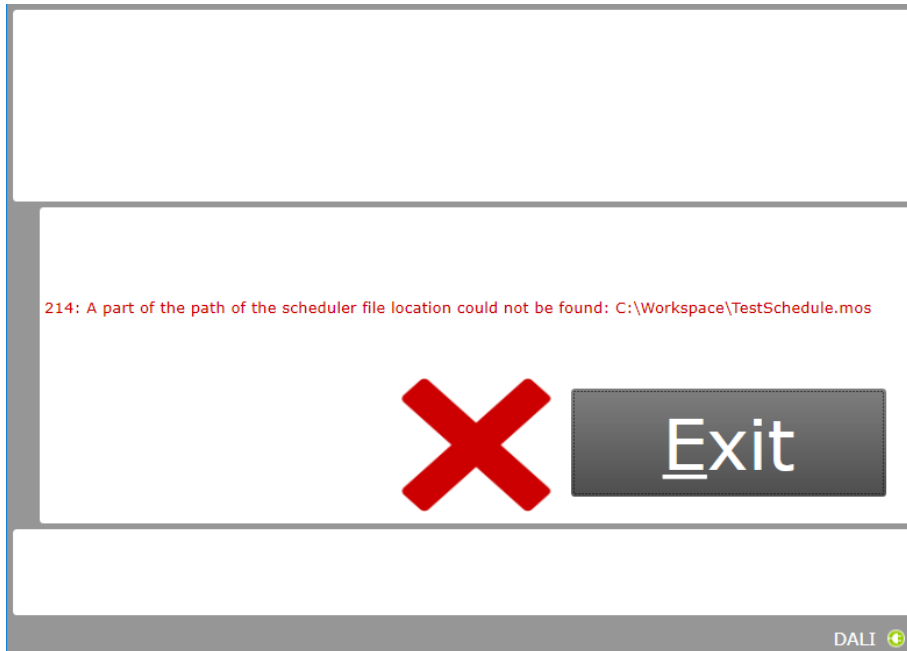 214: A part of the path of the scheduler file location could not be found: C:\Workspace\TestSchedule.mos
Exit
DALI